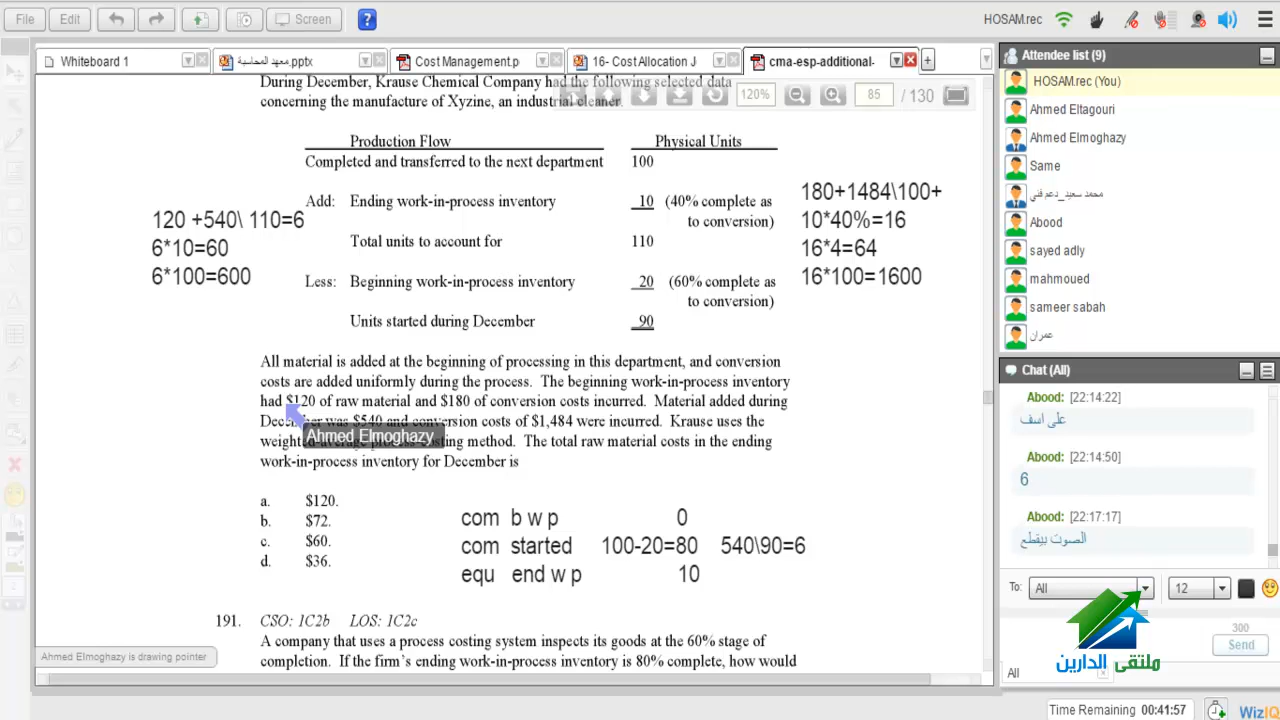 File Edit Screen HOSAM.rec
Whiteboard 1 معهد المحاسبة.pptx Cost Management.p 16- Cost Allocation J cma-esp-additional-
During December, Krause Chemical Company had the following selected data
concerning the manufacture of Xyzine, an industrial cleaner.
120% 85 / 130
Production Flow Physical Units
Completed and transferred to the next department 100
Add: Ending work-in-process inventory 10 (40% complete as
to conversion)
Total units to account for 110
Less: Beginning work-in-process inventory 20 (60% complete as
to conversion)
Units started during December 90
120 +540\ 110=6
6*10=60
6*100=600
180+1484\100+
10*40%=16
16*4=64
16*100=1600
All material is added at the beginning of processing in this department, and conversion
costs are added uniformly during the process. The beginning work-in-process inventory
had $120 of raw material and $180 of conversion costs incurred. Material added during
December was $540 and conversion costs of $1,484 were incurred. Krause uses the
weighted-average process-costing method. The total raw material costs in the ending
work-in-process inventory for December is
Ahmed Elmoghazy
a. $120.
b. $72.
c. $60.
d. $36.
com b w p 0
com started 100-20=80 540\90=6
equ end w p 10
191. CSO: 1C2b LOS: 1C2c
A company that uses a process costing system inspects its goods at the 60% stage of
completion. If the firm's ending work-in-process inventory is 80% complete, how would
Ahmed Elmoghazy is drawing pointer
Attendee list (9)
HOSAM.rec (You)
Ahmed Eltagouri
Ahmed Elmoghazy
Same
محمد سعيد_دعم فني
Abood
sayed adly
mahmoued
sameer sabah
عمران
Chat (All)
Abood: [22:14:22]
على اسف
Abood: [22:14:50]
6
Abood: [22:17:17]
الصوت بيقطع
To: All 12
300
Send
ملتقى الدارين
All
Time Remaining 00:41:57 WizIQ